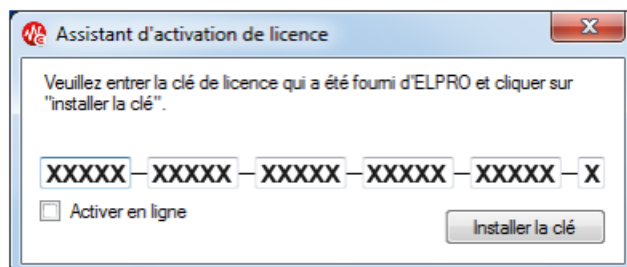 Assistant d'activation de licence
Veuillez entrer la clé de licence qui a été fourni d'ELPRO et cliquer sur
"installer la clé".
XXXXX-XXXXX-XXXXX-XXXXX-XXXXX-X
Activer en ligne
Installer la clé